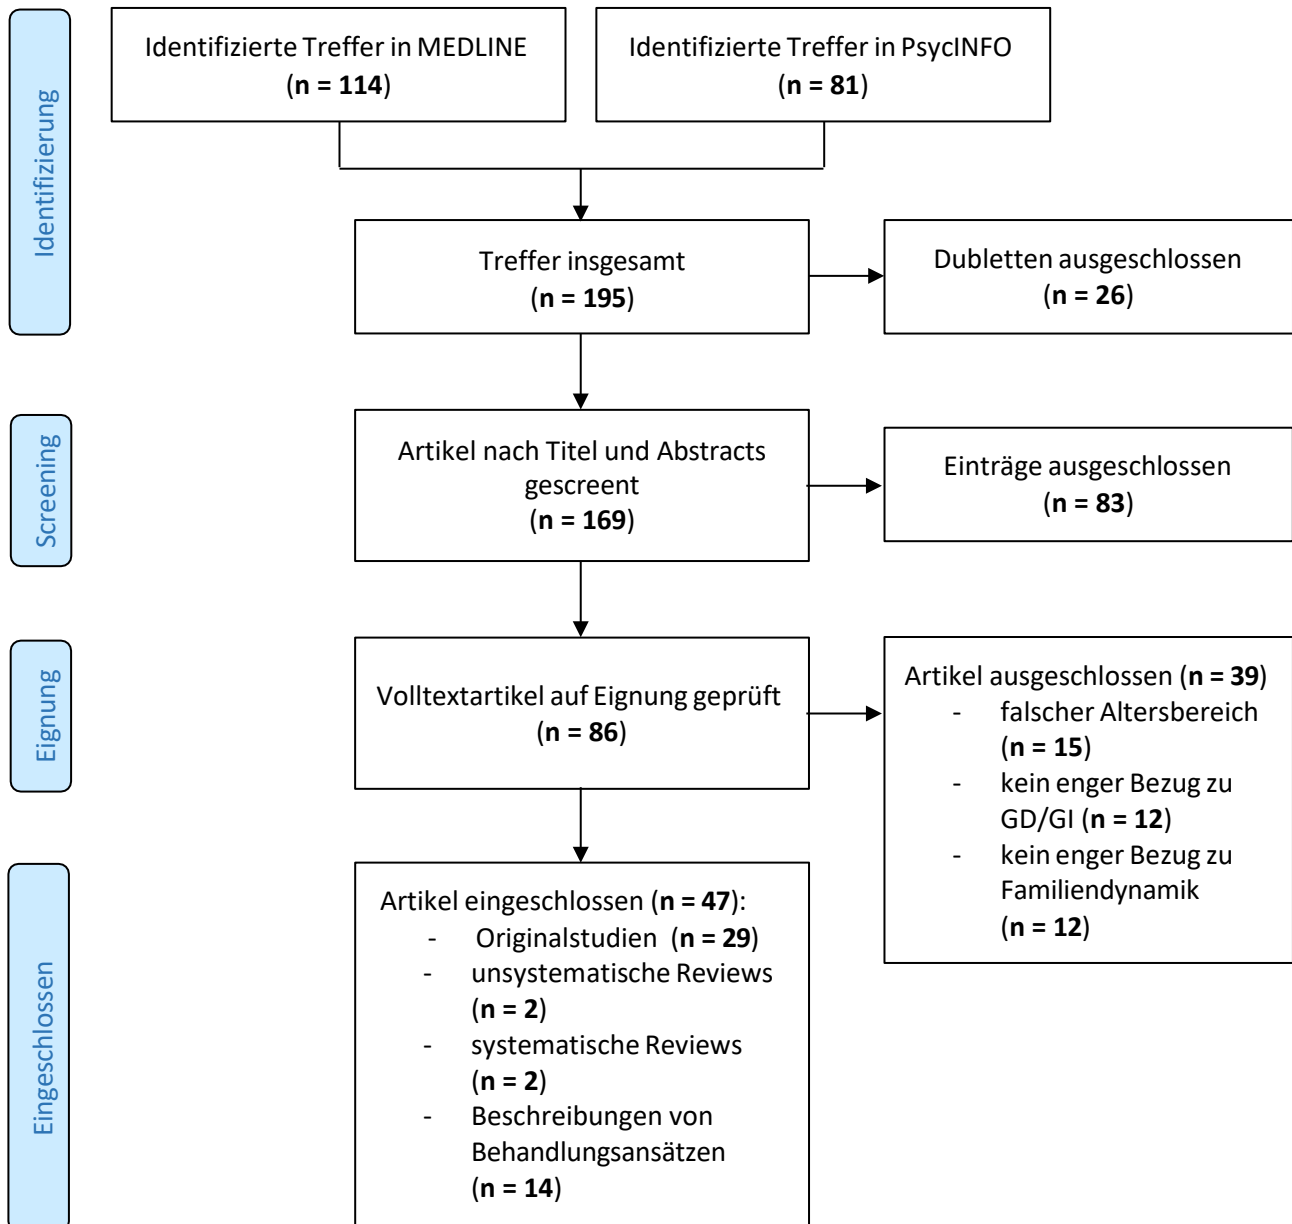 Identifizierung
Identifizierte Treffer in MEDLINE
(n = 114)
Identifizierte Treffer in PsycINFO
(n = 81)
Treffer insgesamt
(n = 195)
Dubletten ausgeschlossen
(n = 26)
Screening
Artikel nach Titel und Abstracts
gescreent
(n = 169)
Einträge ausgeschlossen
(n = 83)
Eignung
Volltextartikel auf Eignung geprüft
(n = 86)
Artikel ausgeschlossen (n = 39)
- falscher Altersbereich
(n = 15)
- kein enger Bezug zu
GD/GI (n = 12)
- kein enger Bezug zu
Familiendynamik
(n = 12)
Eingeschlossen
Artikel eingeschlossen (n = 47):
- Originalstudien (n = 29)
- unsystematische Reviews
(n = 2)
- systematische Reviews
(n = 2)
- Beschreibungen von
Behandlungsansätzen
(n = 14)